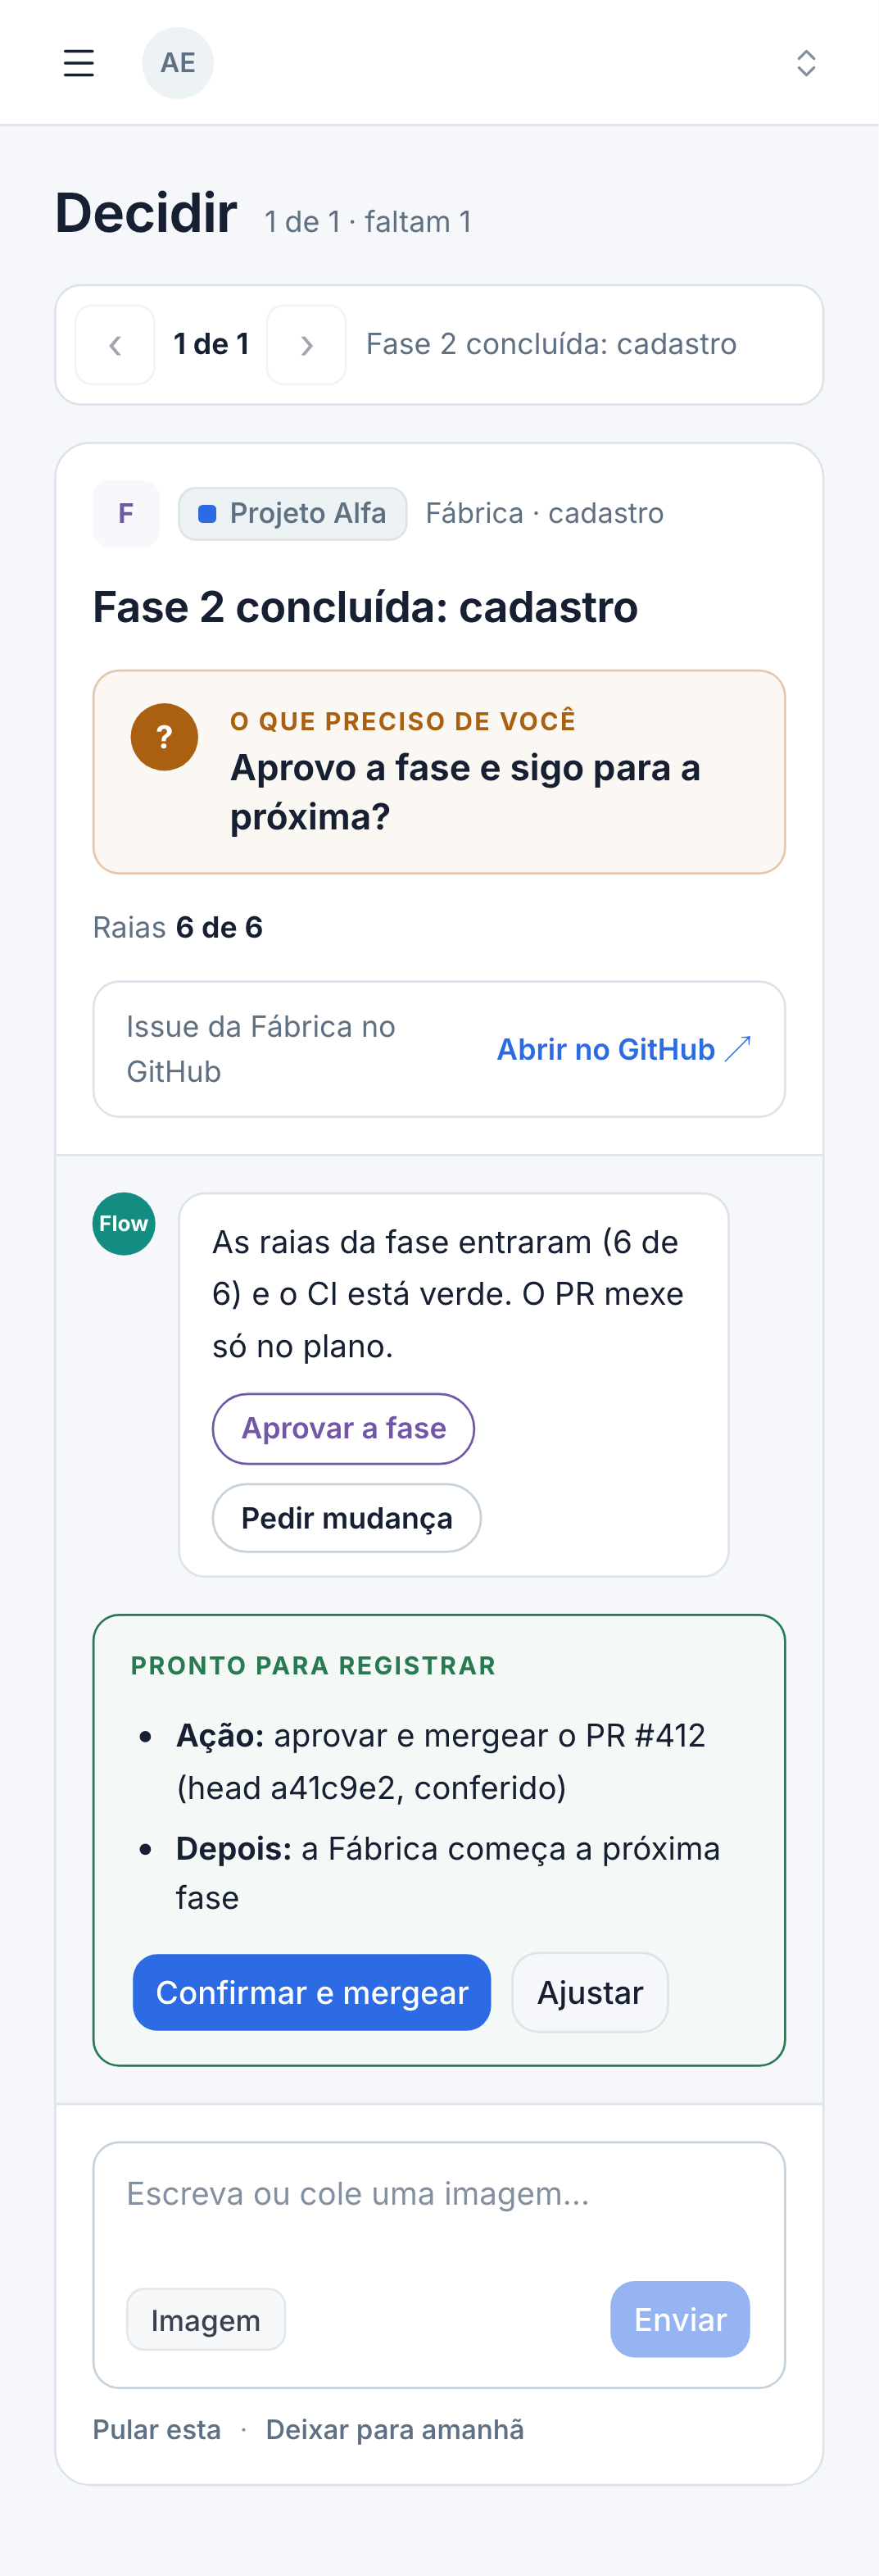 AE
Decidir 1 de 1 · faltam 1
‹ 1 de 1 › Fase 2 concluída: cadastro
F Projeto Alfa Fábrica · cadastro
Fase 2 concluída: cadastro
? O QUE PRECISO DE VOCÊ
Aprovo a fase e sigo para a
próxima?
Raias 6 de 6
Issue da Fábrica no
GitHub
Abrir no GitHub ↗
Flow
As raias da fase entraram (6 de
6) e o CI está verde. O PR mexe
só no plano.
Aprovar a fase
Pedir mudança
PRONTO PARA REGISTRAR
• Ação: aprovar e mergear o PR #412
(head a41c9e2, conferido)
• Depois: a Fábrica começa a próxima
fase
Confirmar e mergear Ajustar
Escreva ou cole uma imagem...
Imagem Enviar
Pular esta · Deixar para amanhã